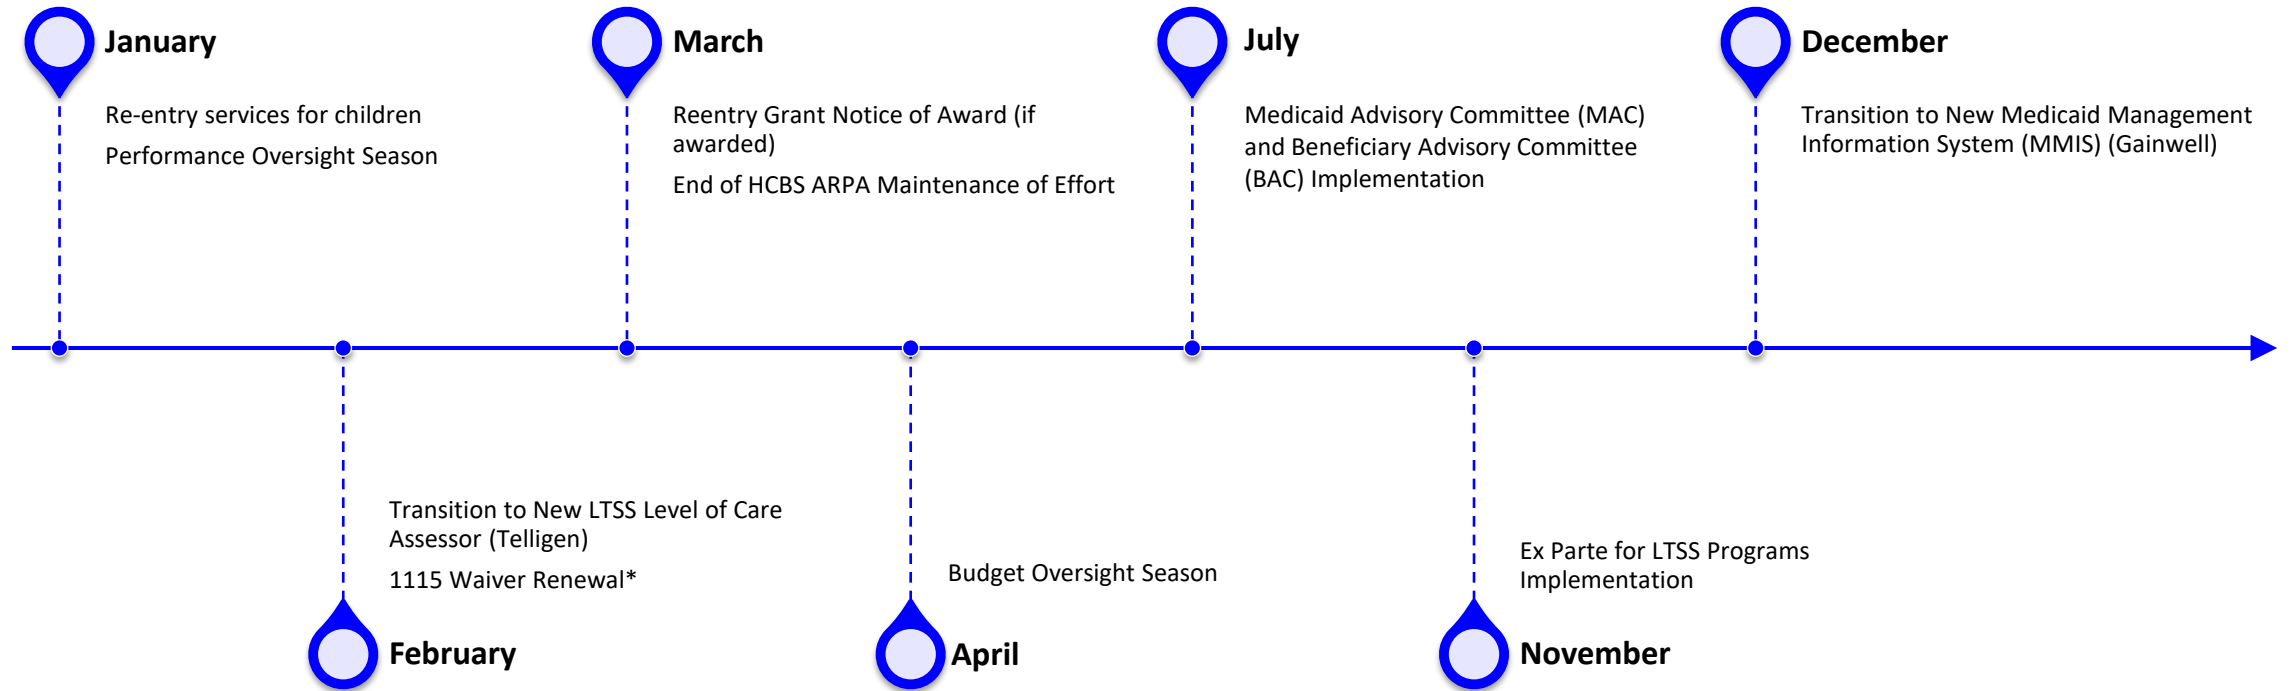 January
Re-entry services for children
Performance Oversight Season
March
Reentry Grant Notice of Award (if
awarded)
End of HCBS ARPA Maintenance of Effort
July
Medicaid Advisory Committee (MAC)
and Beneficiary Advisory Committee
(BAC) Implementation
December
Transition to New Medicaid Management
Information System (MMIS) (Gainwell)
Transition to New LTSS Level of Care
Assessor (Telligen)
1115 Waiver Renewal*
February
Budget Oversight Season
April
Ex Parte for LTSS Programs
Implementation
November